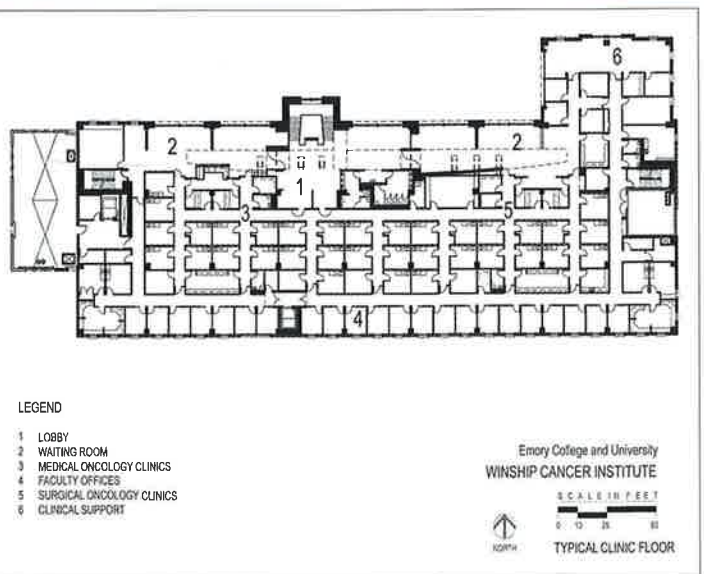 6
2
2
1
3
5
4
LEGEND
1 LOBBY
2 WAITING ROOM
3 MEDICAL ONCOLOGY CLINICS
4 FACULTY OFFICES
5 SURGICAL ONCOLOGY CLINICS
6 CLINICAL SUPPORT
Emory College and University
WINSHIP CANCER INSTITUTE
SCALE IN FEET
0
NORTH
TYPICAL CLINIC FLOOR